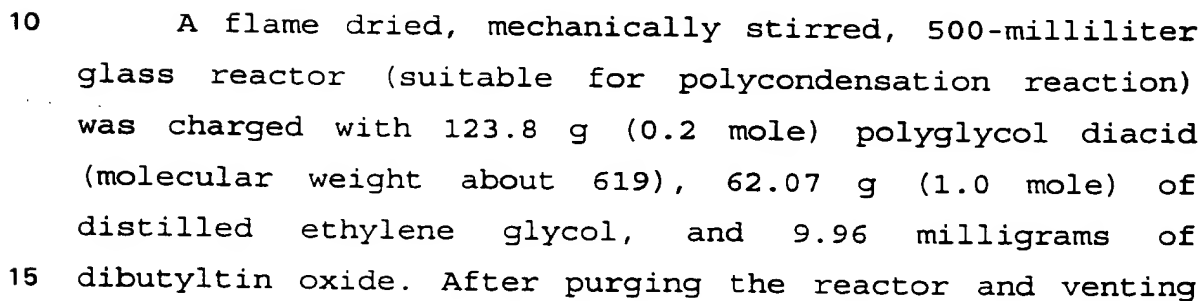 10 A flame dried, mechanically stirred, 500-milliliter
glass reactor (suitable for polycondensation reaction)
was charged with 123.8 g (0.2 mole) polyglycol diacid
(molecular weight about 619), 62.07 g (1.0 mole) of
distilled ethylene glycol, and 9.96 milligrams of
15 dibutyltin oxide. After purging the reactor and venting